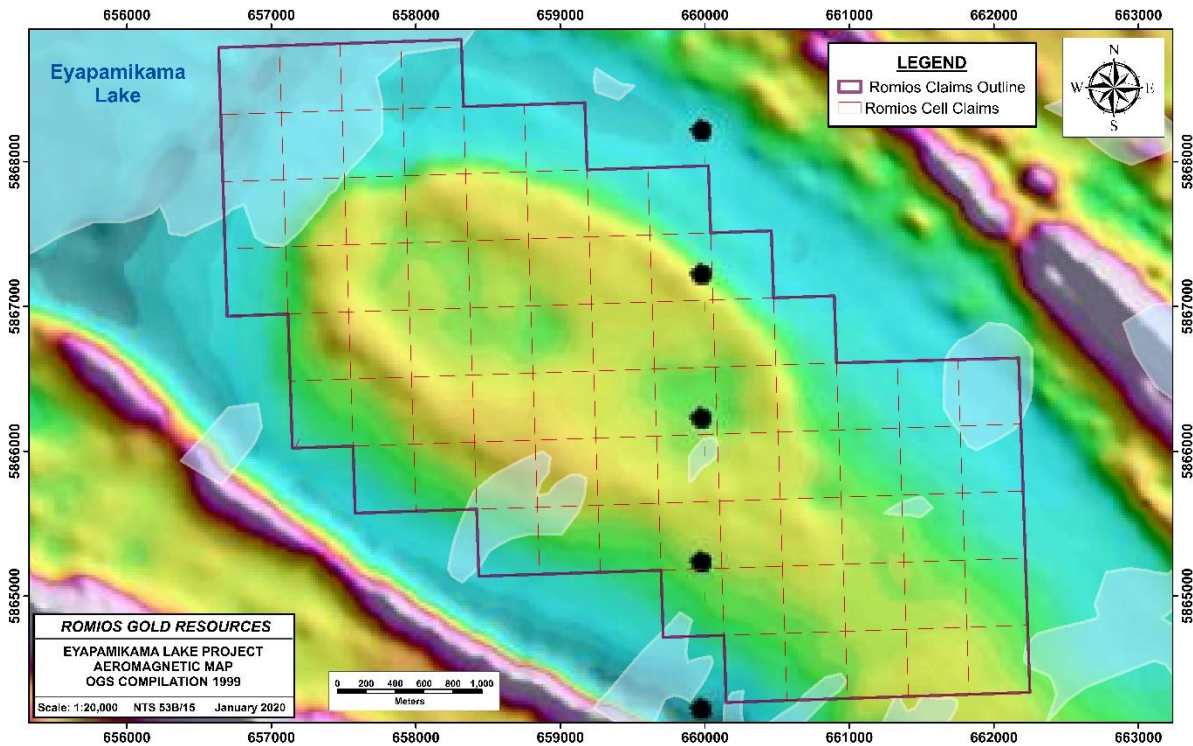 656000 657000 658000 659000 660000 661000 662000 663000
Eyapamikama
Lake
LEGEND
Romios Claims Outline
Romios Cell Claims
N
W E
S
5868000 5868000
5867000 5867000
5866000 5866000
5865000 5865000
ROMIOS GOLD RESOURCES
EYAPAMIKAMA LAKE PROJECT
AEROMAGNETIC MAP
OGS COMPILATION 1999
Scale: 1:20,000 NTS 53B/15 January 2020
0 200 400 600 800 1,000
Meters
656000 657000 658000 659000 660000 661000 662000 663000